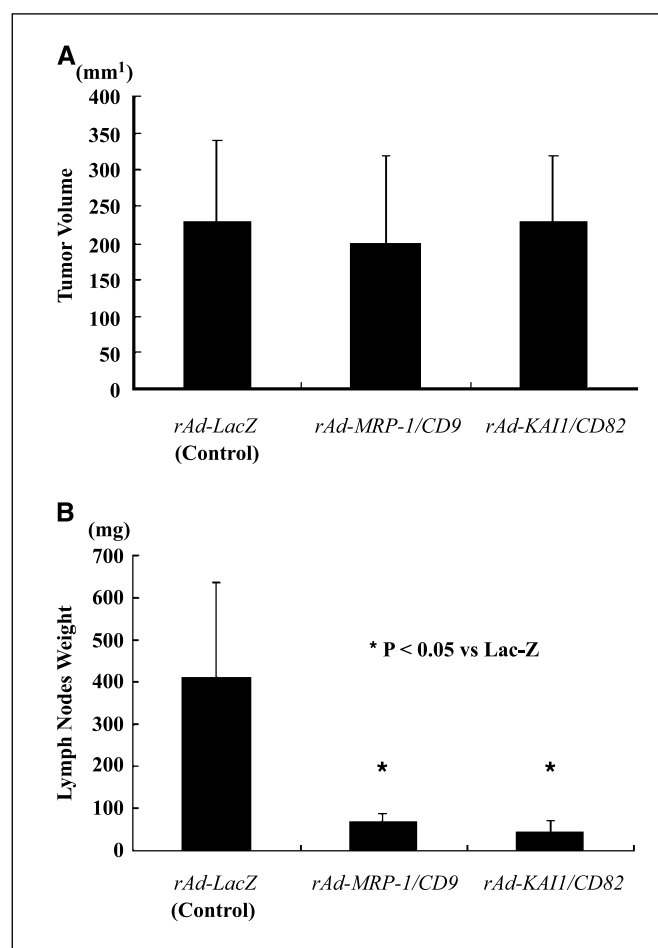 A
(mm¹)
400
350
300
250
200
150
100
50
0
Tumor Volume
rAd-LacZ rAd-MRP-1/CD9 rAd-KAI1/CD82
(Control)
B
(mg)
700
600
500
400
300
200
100
0
Lymph Nodes Weight
* P < 0.05 vs Lac-Z
* *
rAd-LacZ rAd-MRP-1/CD9 rAd-KAI1/CD82
(Control)